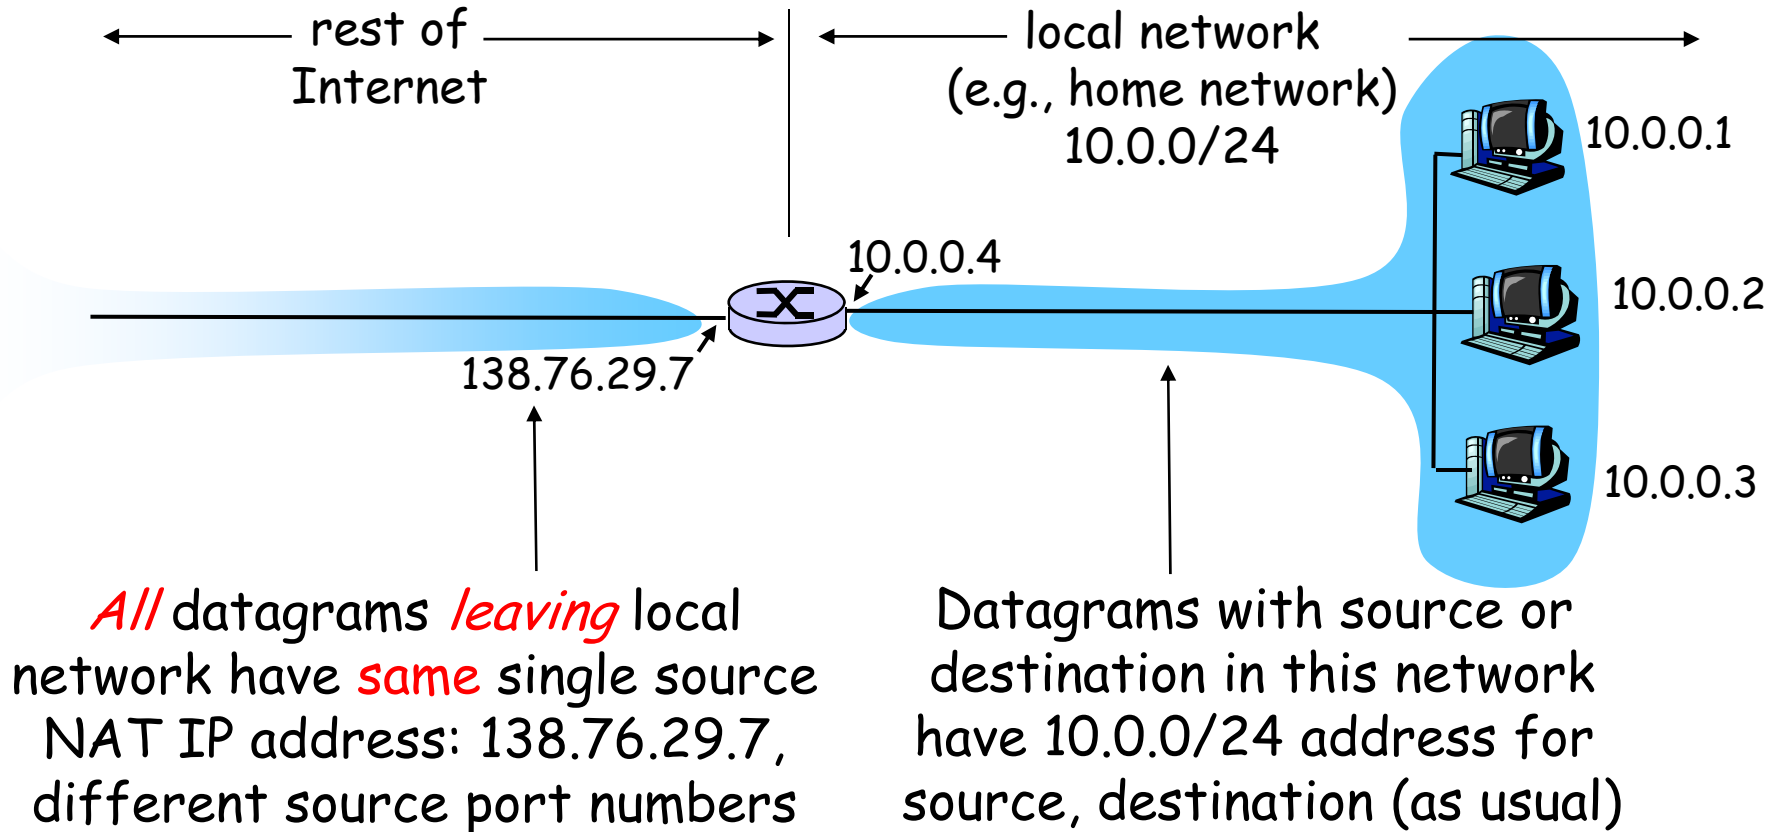 rest of
Internet
local network
(e.g., home network)
10.0.0/24
10.0.0.1
10.0.0.4
10.0.0.2
138.76.29.7
10.0.0.3
All datagrams leaving local
network have same single source
NAT IP address: 138.76.29.7,
different source port numbers
Datagrams with source or
destination in this network
have 10.0.0/24 address for
source, destination (as usual)